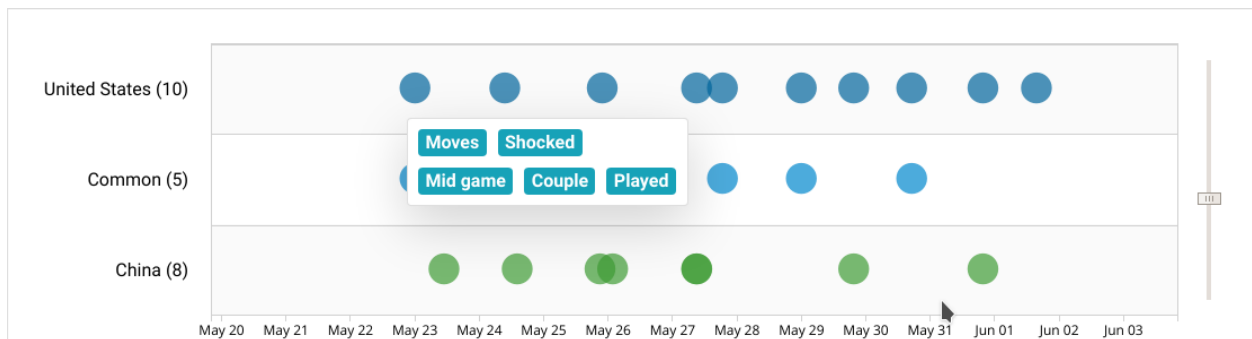 United States (10)
Moves Shocked
Common (5)
Mid game Couple Played
China (8)
May 20 May 21 May 22 May 23 May 24 May 25 May 26 May 27 May 28 May 29 May 30 May 31 Jun 01 Jun 02 Jun 03